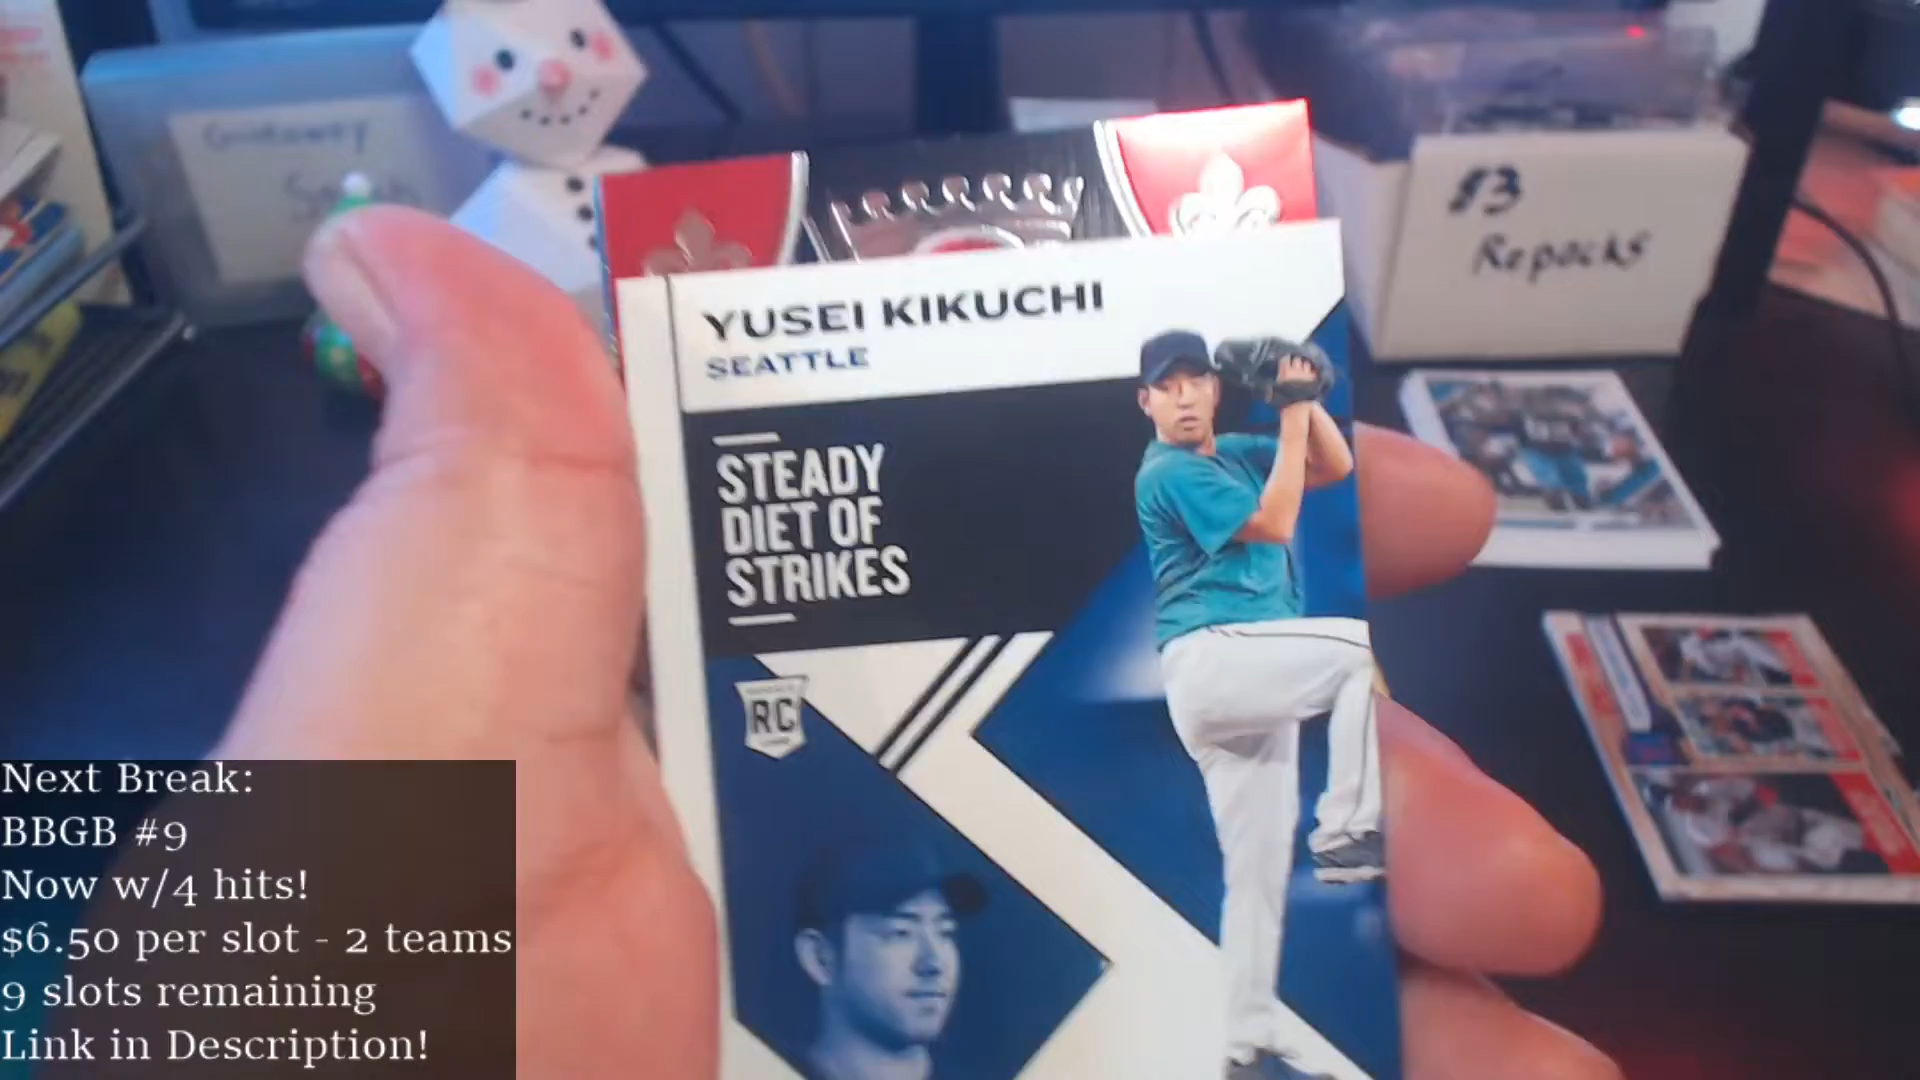 Giveaway
$3
Repacks
YUSEI KIKUCHI
SEATTLE
STEADY
DIET OF
STRIKES
RC
Next Break:
BBGB #9
Now w/4 hits!
$6.50 per slot - 2 teams
9 slots remaining
Link in Description!